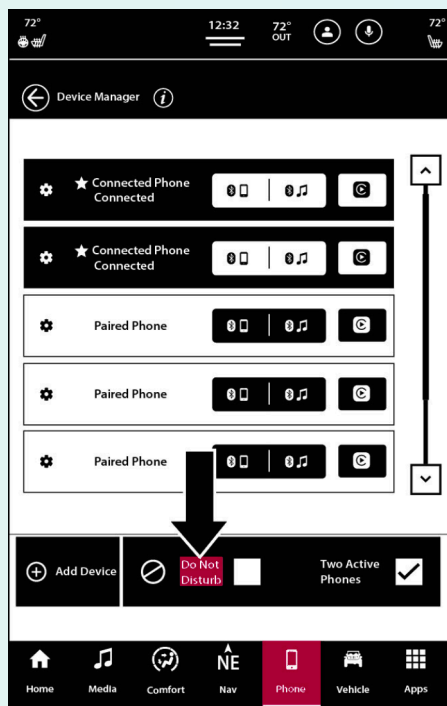 72°
12:32
72°
OUT
72°
Device Manager
Connected Phone
Connected
Connected Phone
Connected
Paired Phone
Paired Phone
Paired Phone
Add Device
Do Not
Disturb
Two Active
Phones
NE
Home
Media
Comfort
Nav
Phone
Vehicle
Apps